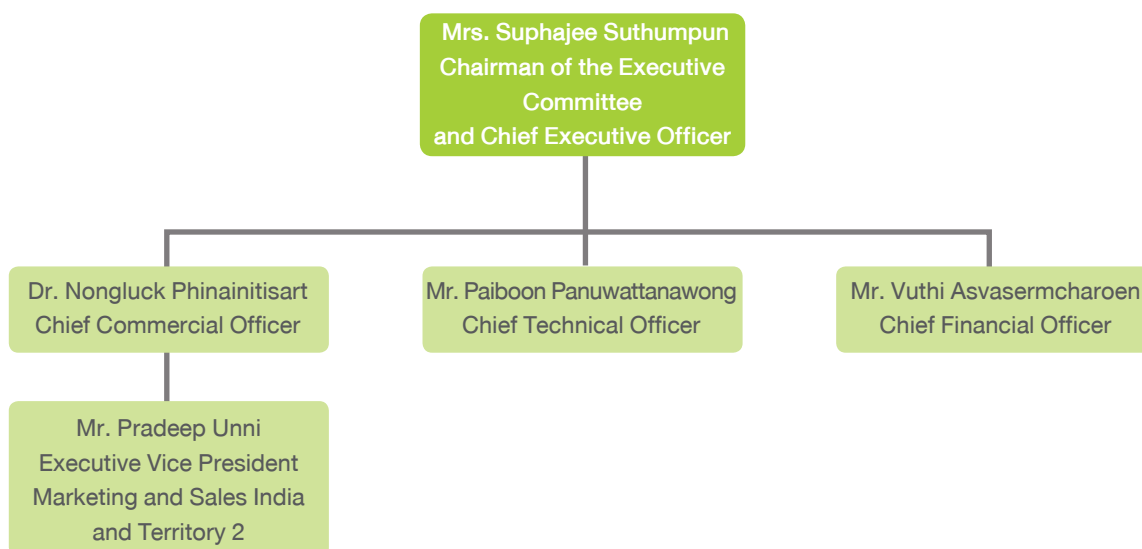 Mrs. Suphajee Suthumpun
Chairman of the Executive
Committee
and Chief Executive Officer
Dr. Nongluck Phinainitisart
Chief Commercial Officer
Mr. Paiboon Panuwattanawong
Chief Technical Officer
Mr. Vuthi Asvasermcharoen
Chief Financial Officer
Mr. Pradeep Unni
Executive Vice President
Marketing and Sales India
and Territory 2